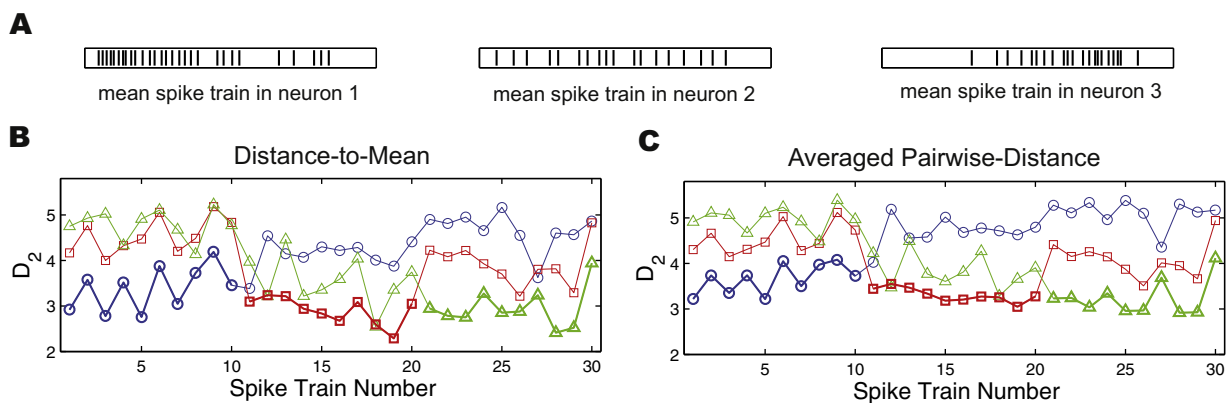 A
mean spike train in neuron 1
mean spike train in neuron 2
mean spike train in neuron 3
B
Distance-to-Mean
D2
5
4
3
2
5
10
15
20
25
30
Spike Train Number
C
Averaged Pairwise-Distance
D2
5
4
3
2
5
10
15
20
25
30
Spike Train Number